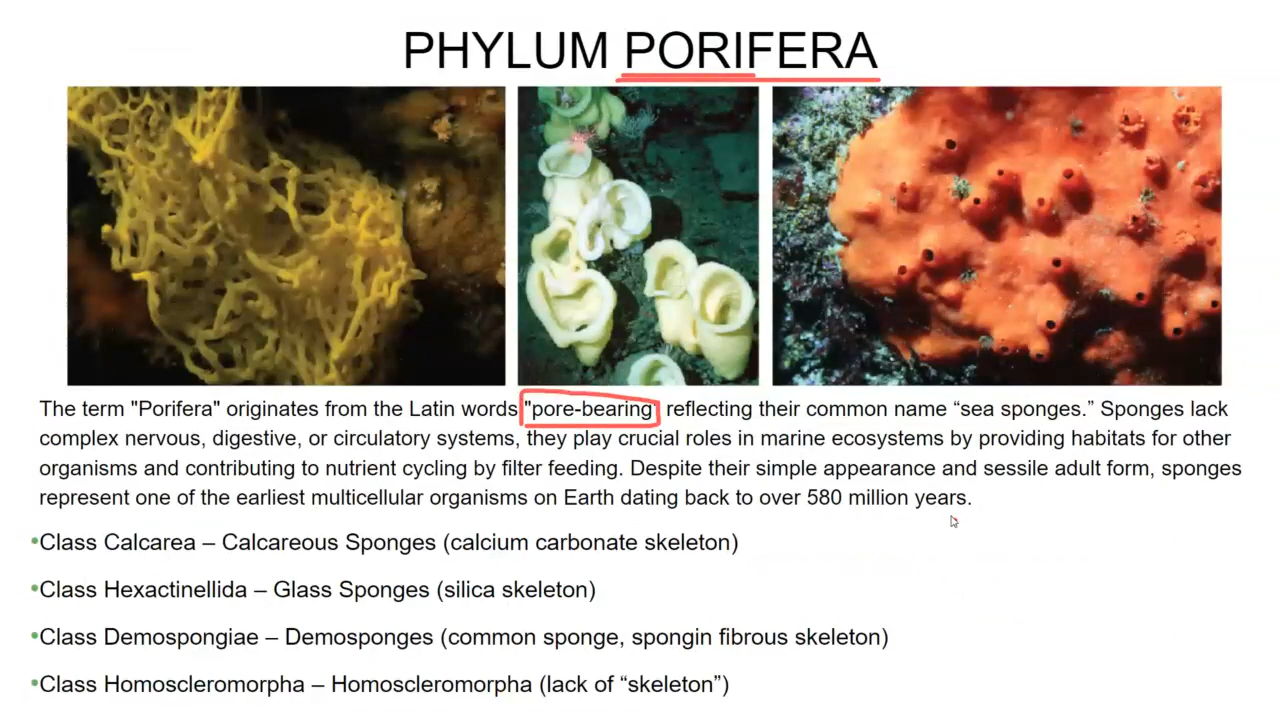 PHYLUM PORIFERA
The term "Porifera" originates from the Latin words "pore-bearing" reflecting their common name “sea sponges.” Sponges lack
complex nervous, digestive, or circulatory systems, they play crucial roles in marine ecosystems by providing habitats for other
organisms and contributing to nutrient cycling by filter feeding. Despite their simple appearance and sessile adult form, sponges
represent one of the earliest multicellular organisms on Earth dating back to over 580 million years.
•Class Calcarea – Calcareous Sponges (calcium carbonate skeleton)
•Class Hexactinellida – Glass Sponges (silica skeleton)
•Class Demospongiae – Demosponges (common sponge, spongin fibrous skeleton)
•Class Homoscleromorpha – Homoscleromorpha (lack of “skeleton”)